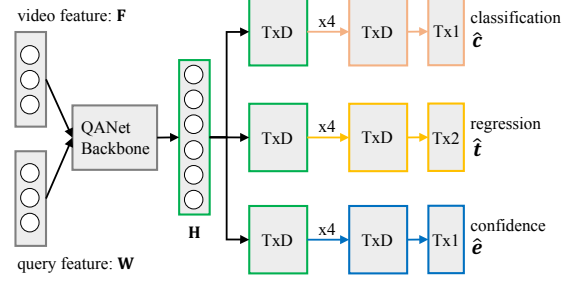 video feature: F
QANet
Backbone
query feature: W
H
TxD
x4
TxD
Tx1
classification
ĉ
TxD
x4
TxD
Tx2
regression
t̂
TxD
x4
TxD
Tx1
confidence
ê